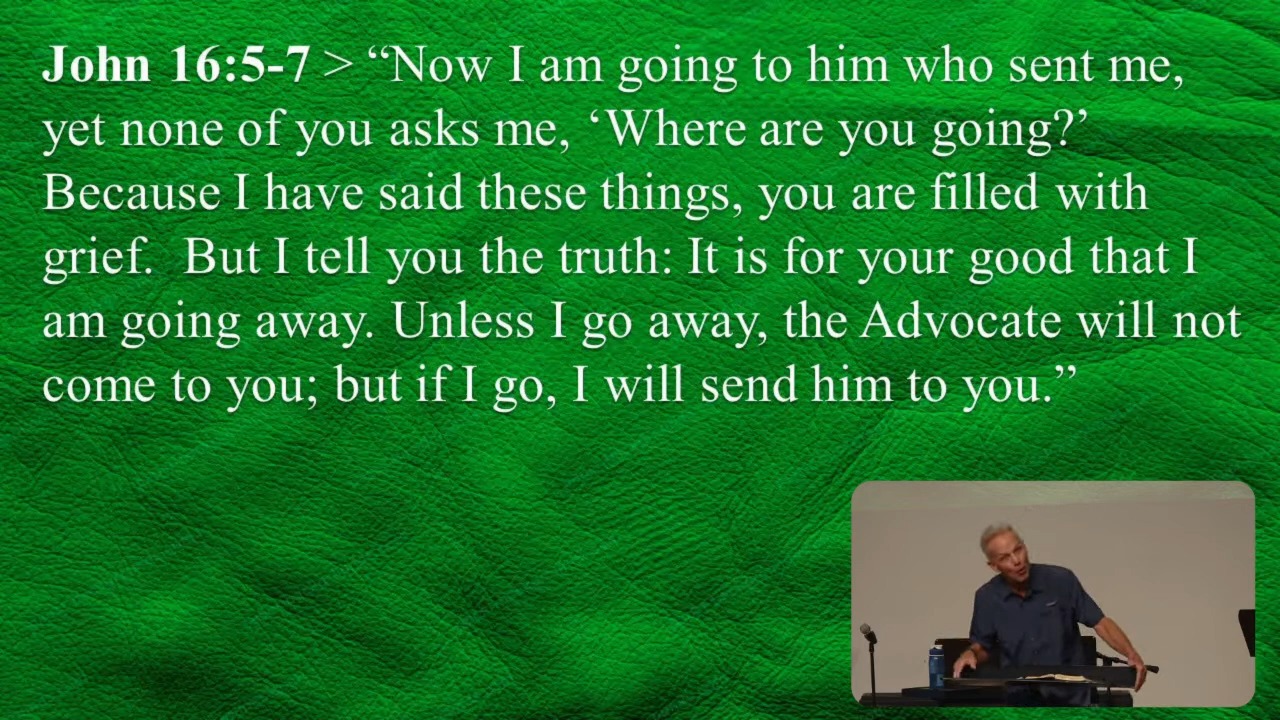 John 16:5-7 > “Now I am going to him who sent me,
yet none of you asks me, ‘Where are you going?’
Because I have said these things, you are filled with
grief.  But I tell you the truth: It is for your good that I
am going away. Unless I go away, the Advocate will not
come to you; but if I go, I will send him to you.”